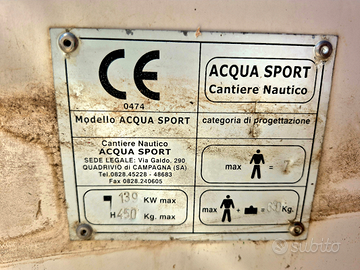 CE
0474
ACQUA SPORT
Cantiere Nautico
Modello ACQUA SPORT
categoria di progettazione
Cantiere Nautico
ACQUA SPORT
SEDE LEGALE: Via Galdo, 290
QUADRIVIO di CAMPAGNA (SA)
Tel.0828.45228 - 48683
Fax 0828.240605
max =
139 KW max
H 450 Kg. max
max + = Kg.
subito